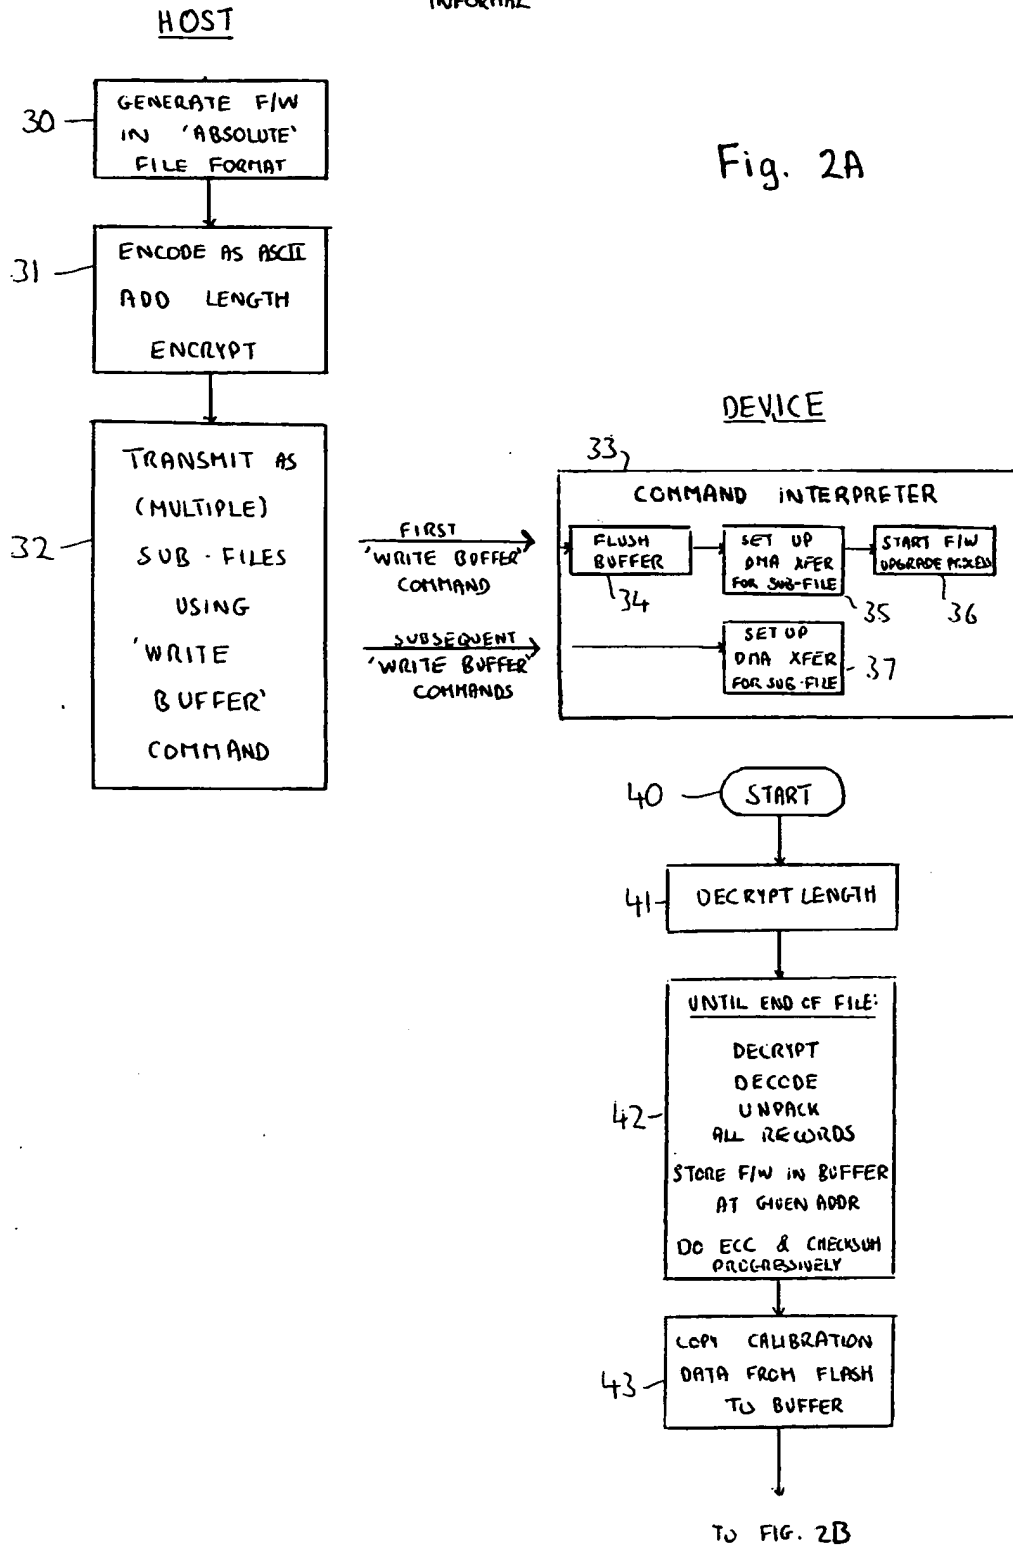 INFORMAL
HOST
30
GENERATE F/W
IN 'ABSOLUTE'
FILE FORMAT
Fig. 2A
31
ENCODE AS ASCII
ADD LENGTH
ENCRYPT
32
TRANSMIT AS
(MULTIPLE)
SUB-FILES
USING
'WRITE
BUFFER'
COMMAND
FIRST
'WRITE BUFFER'
COMMAND
SUBSEQUENT
'WRITE BUFFER'
COMMANDS
DEVICE
33
COMMAND INTERPRETER
FLUSH
BUFFER
34
SET UP
DMA XFER
FOR SUB-FILE
35
START F/W
UPGRADE PROCESS
36
SET UP
DMA XFER
FOR SUB-FILE
37
40
START
41
DECRYPT LENGTH
42
UNTIL END OF FILE:
DECRYPT
DECODE
UNPACK
ALL RECORDS
STORE F/W IN BUFFER
AT GIVEN ADDR
DO ECC & CHECKSUM
PROGRESSIVELY
43
COPY CALIBRATION
DATA FROM FLASH
TO BUFFER
TO FIG. 2B